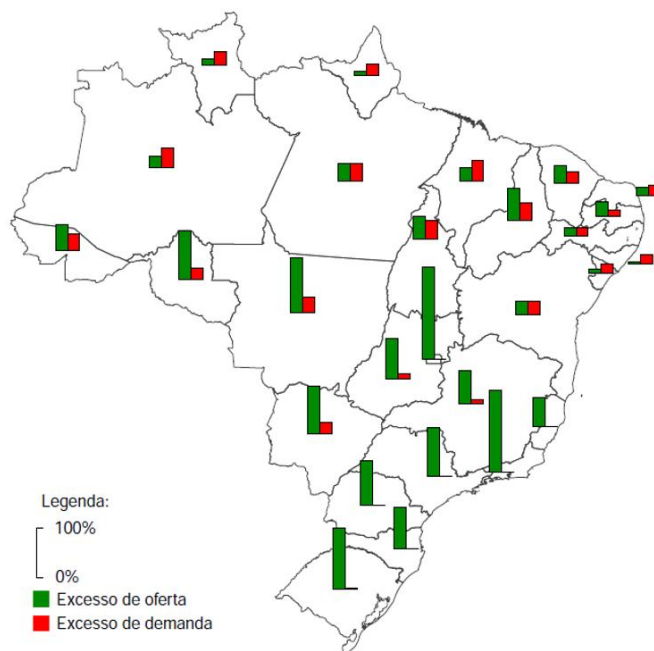 Legenda:
100%
0%
Excesso de oferta
Excesso de demanda